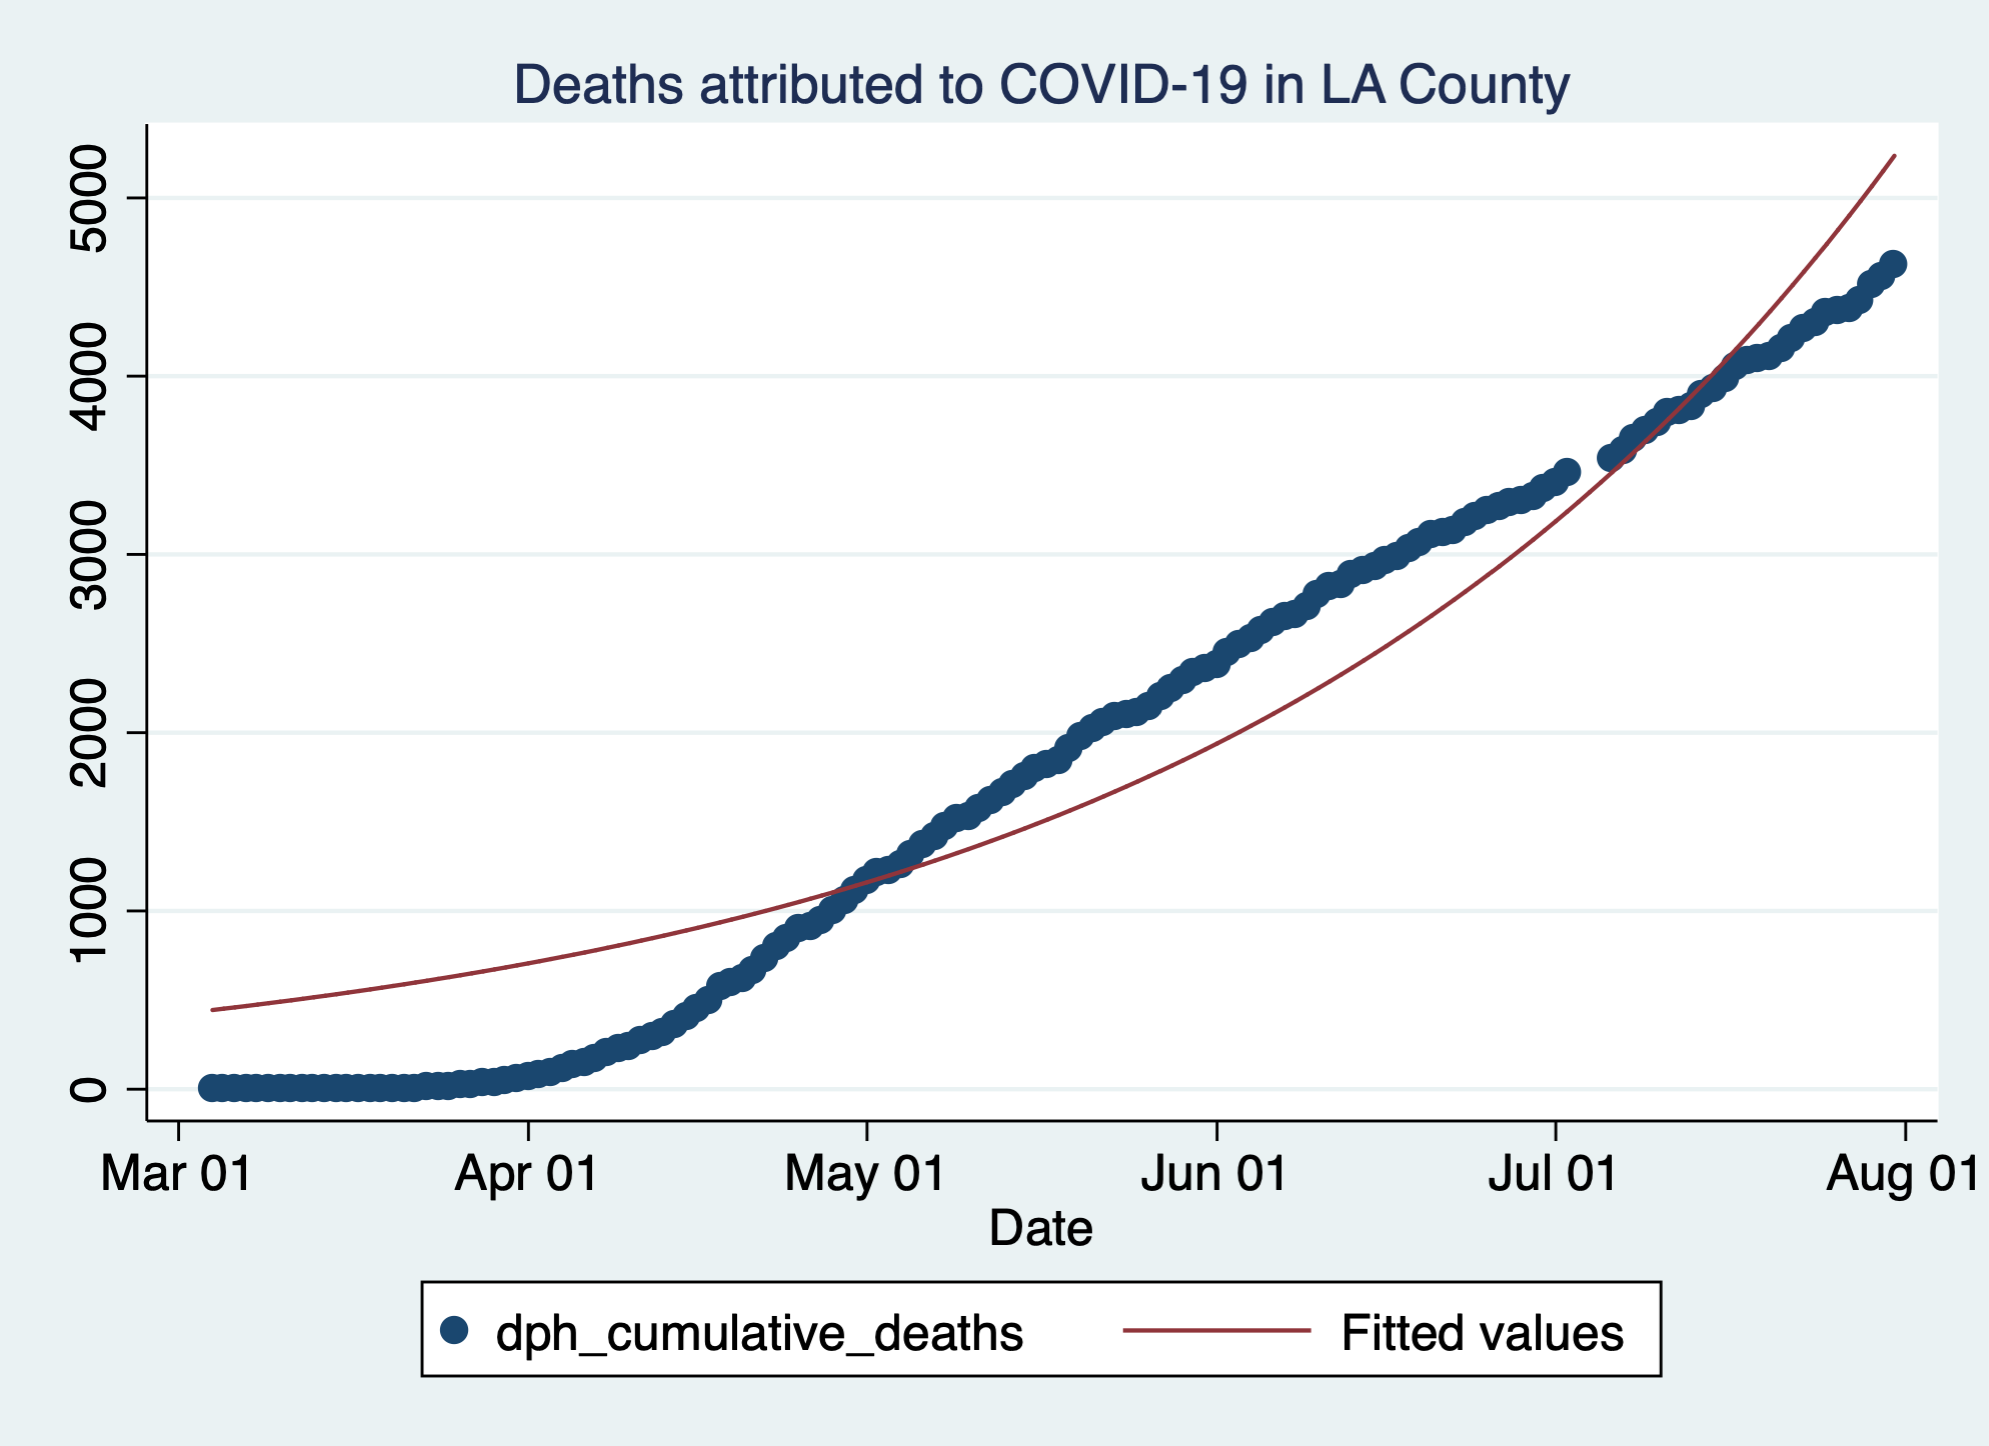 Deaths attributed to COVID-19 in LA County
5000
4000
3000
2000
1000
0
Mar 01 Apr 01 May 01 Jun 01 Jul 01 Aug 01
Date
dph_cumulative_deaths Fitted values